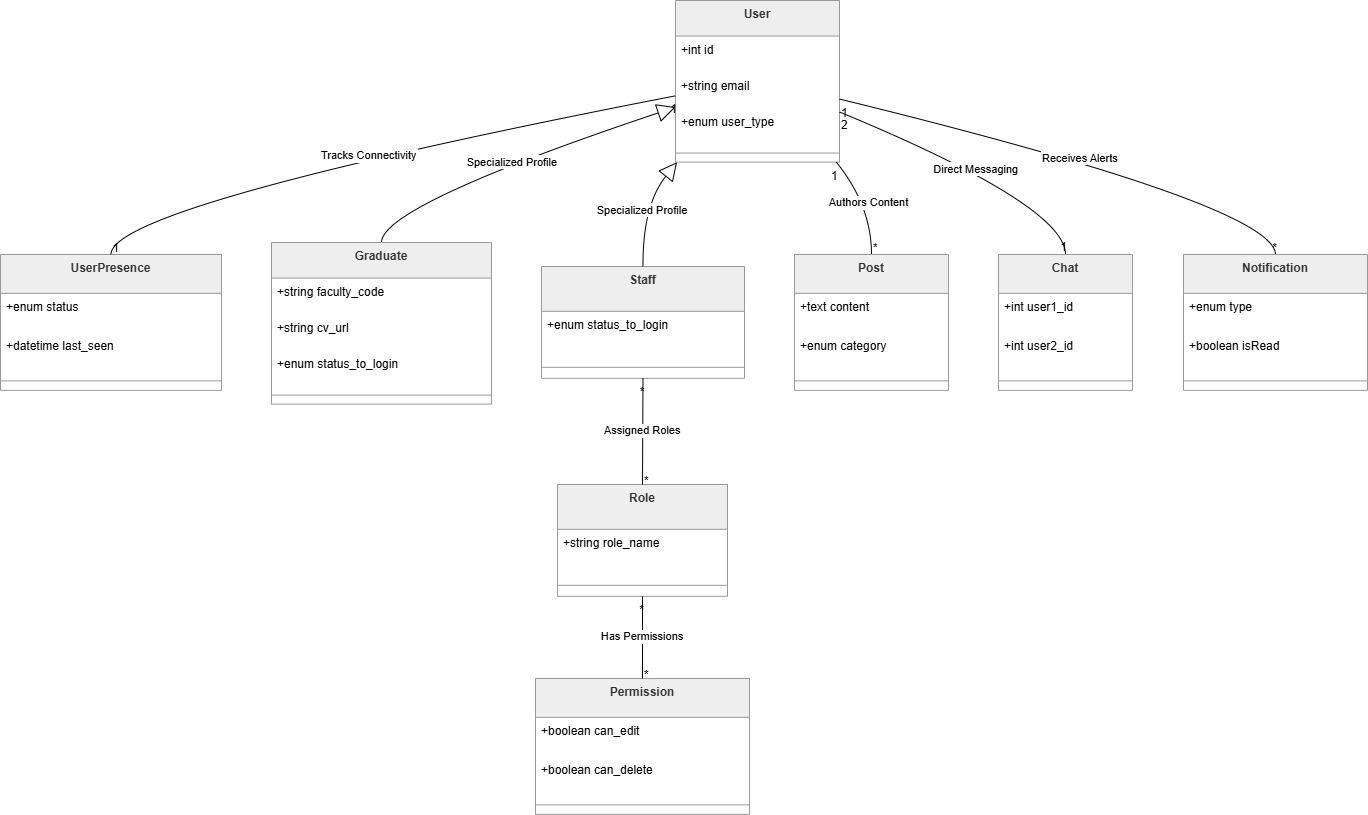 User
+int id
+string email
+enum user_type
1
1
2
1
Tracks Connectivity
Specialized Profile
Specialized Profile
Authors Content
Direct Messaging
Receives Alerts
1
*
1
*
UserPresence
+enum status
+datetime last_seen
Graduate
+string faculty_code
+string cv_url
+enum status_to_login
Staff
+enum status_to_login
Post
+text content
+enum category
Chat
+int user1_id
+int user2_id
Notification
+enum type
+boolean isRead
*
Assigned Roles
*
Role
+string role_name
*
Has Permissions
*
Permission
+boolean can_edit
+boolean can_delete